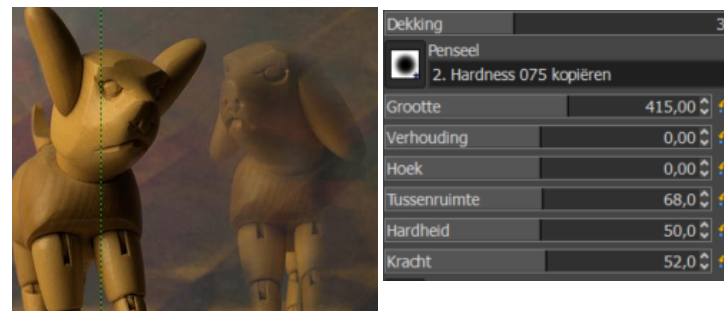 Dekking 3
Penseel
2. Hardness 075 kopiëren
Grootte 415,00
Verhouding 0,00
Hoek 0,00
Tussenruimte 68,0
Hardheid 50,0
Kracht 52,0